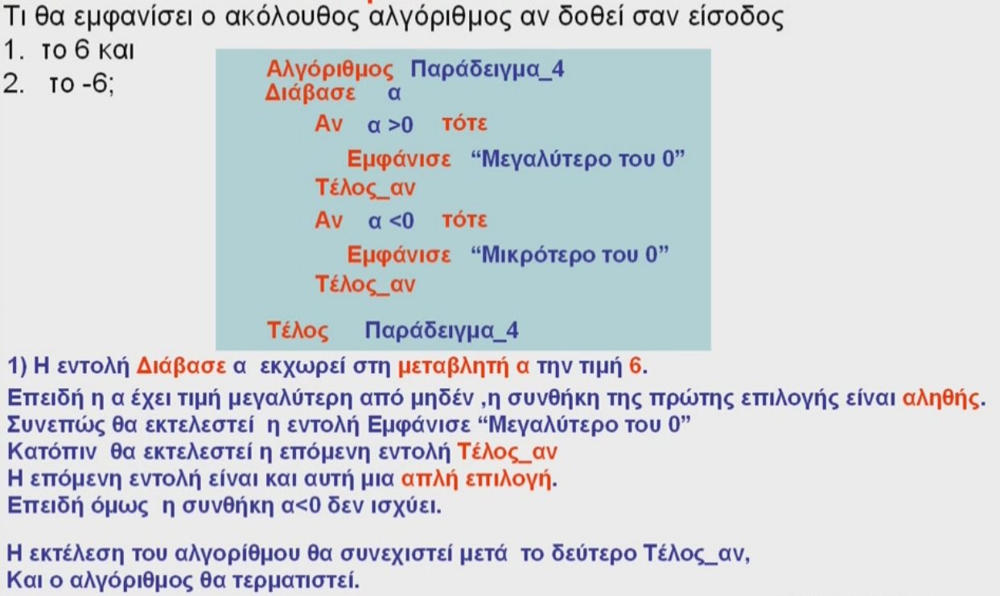 Τι θα εμφανίσει ο ακόλουθος αλγόριθμος αν δοθεί σαν είσοδος
1. το 6 και
2. το -6;
Αλγόριθμος Παράδειγμα_4
Διάβασε α
Αν α >0 τότε
Εμφάνισε “Μεγαλύτερο του 0”
Τέλος_αν
Αν α <0 τότε
Εμφάνισε “Μικρότερο του 0”
Τέλος_αν
Τέλος Παράδειγμα_4
1) Η εντολή Διάβασε α εκχωρεί στη μεταβλητή α την τιμή 6.
Επειδή η α έχει τιμή μεγαλύτερη από μηδέν ,η συνθήκη της πρώτης επιλογής είναι αληθής.
Συνεπώς θα εκτελεστεί η εντολή Εμφάνισε “Μεγαλύτερο του 0”
Κατόπιν θα εκτελεστεί η επόμενη εντολή Τέλος_αν
Η επόμενη εντολή είναι και αυτή μια απλή επιλογή.
Επειδή όμως η συνθήκη α<0 δεν ισχύει.
Η εκτέλεση του αλγορίθμου θα συνεχιστεί μετά το δεύτερο Τέλος_αν,
Και ο αλγόριθμος θα τερματιστεί.